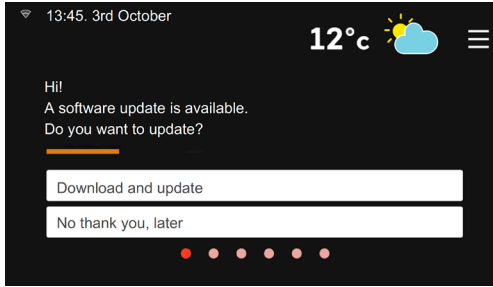 13:45. 3rd October
12°c
Hi!
A software update is available.
Do you want to update?
Download and update
No thank you, later